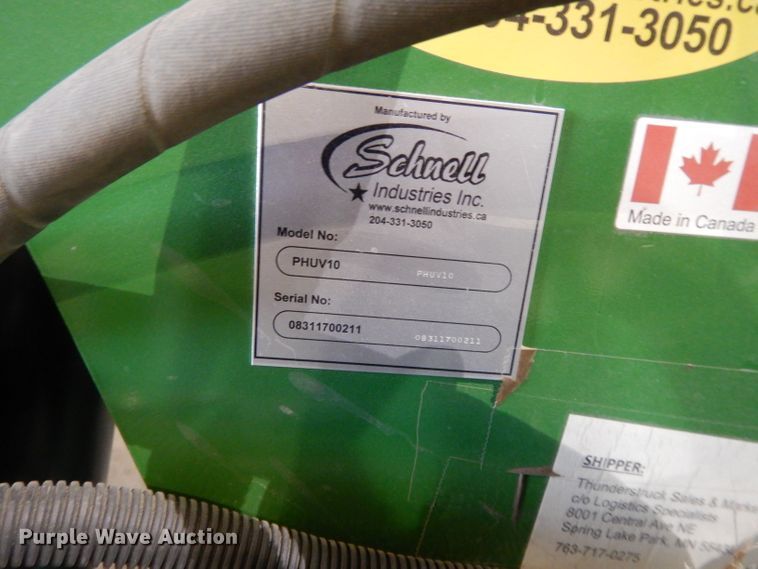 204-331-3050
Manufactured by
Schnell
Industries Inc.
www.schnellindustries.ca
204-331-3050
Model No:
PHUV10 PHUV10
Serial No:
08311700211 08311700211
Made in Canada
SHIPPER:
Thunderstruck Sales &
c/o Logistics Specialists
8001 Central Ave NE
Spring Lake Park, MN
763-717-0275
Purple Wave Auction